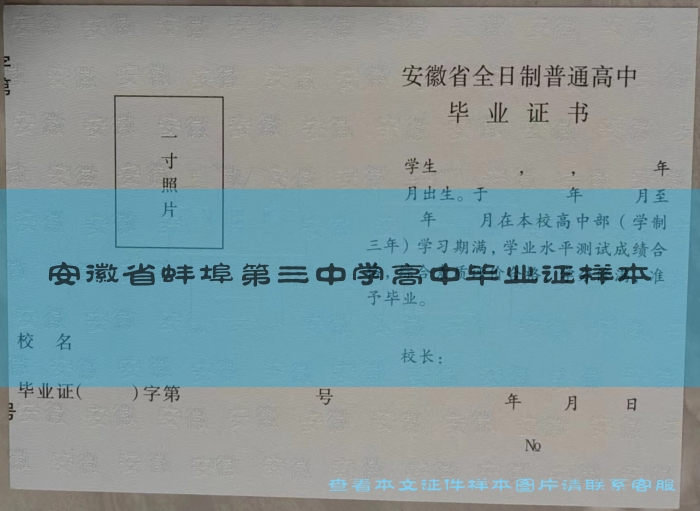 安徽省全日制普通高中
毕业证书
一寸照片
学生 , , 年
月出生。于 年 月至
年 月在本校高中部（学制
三年）学习期满，学业水平测试成绩合
安徽省蚌埠第三中学高中毕业证样本
准
予毕业。
校名
校长：
毕业证( )字第 号
年 月 日
№
查看本文证件样本图片请联系客服